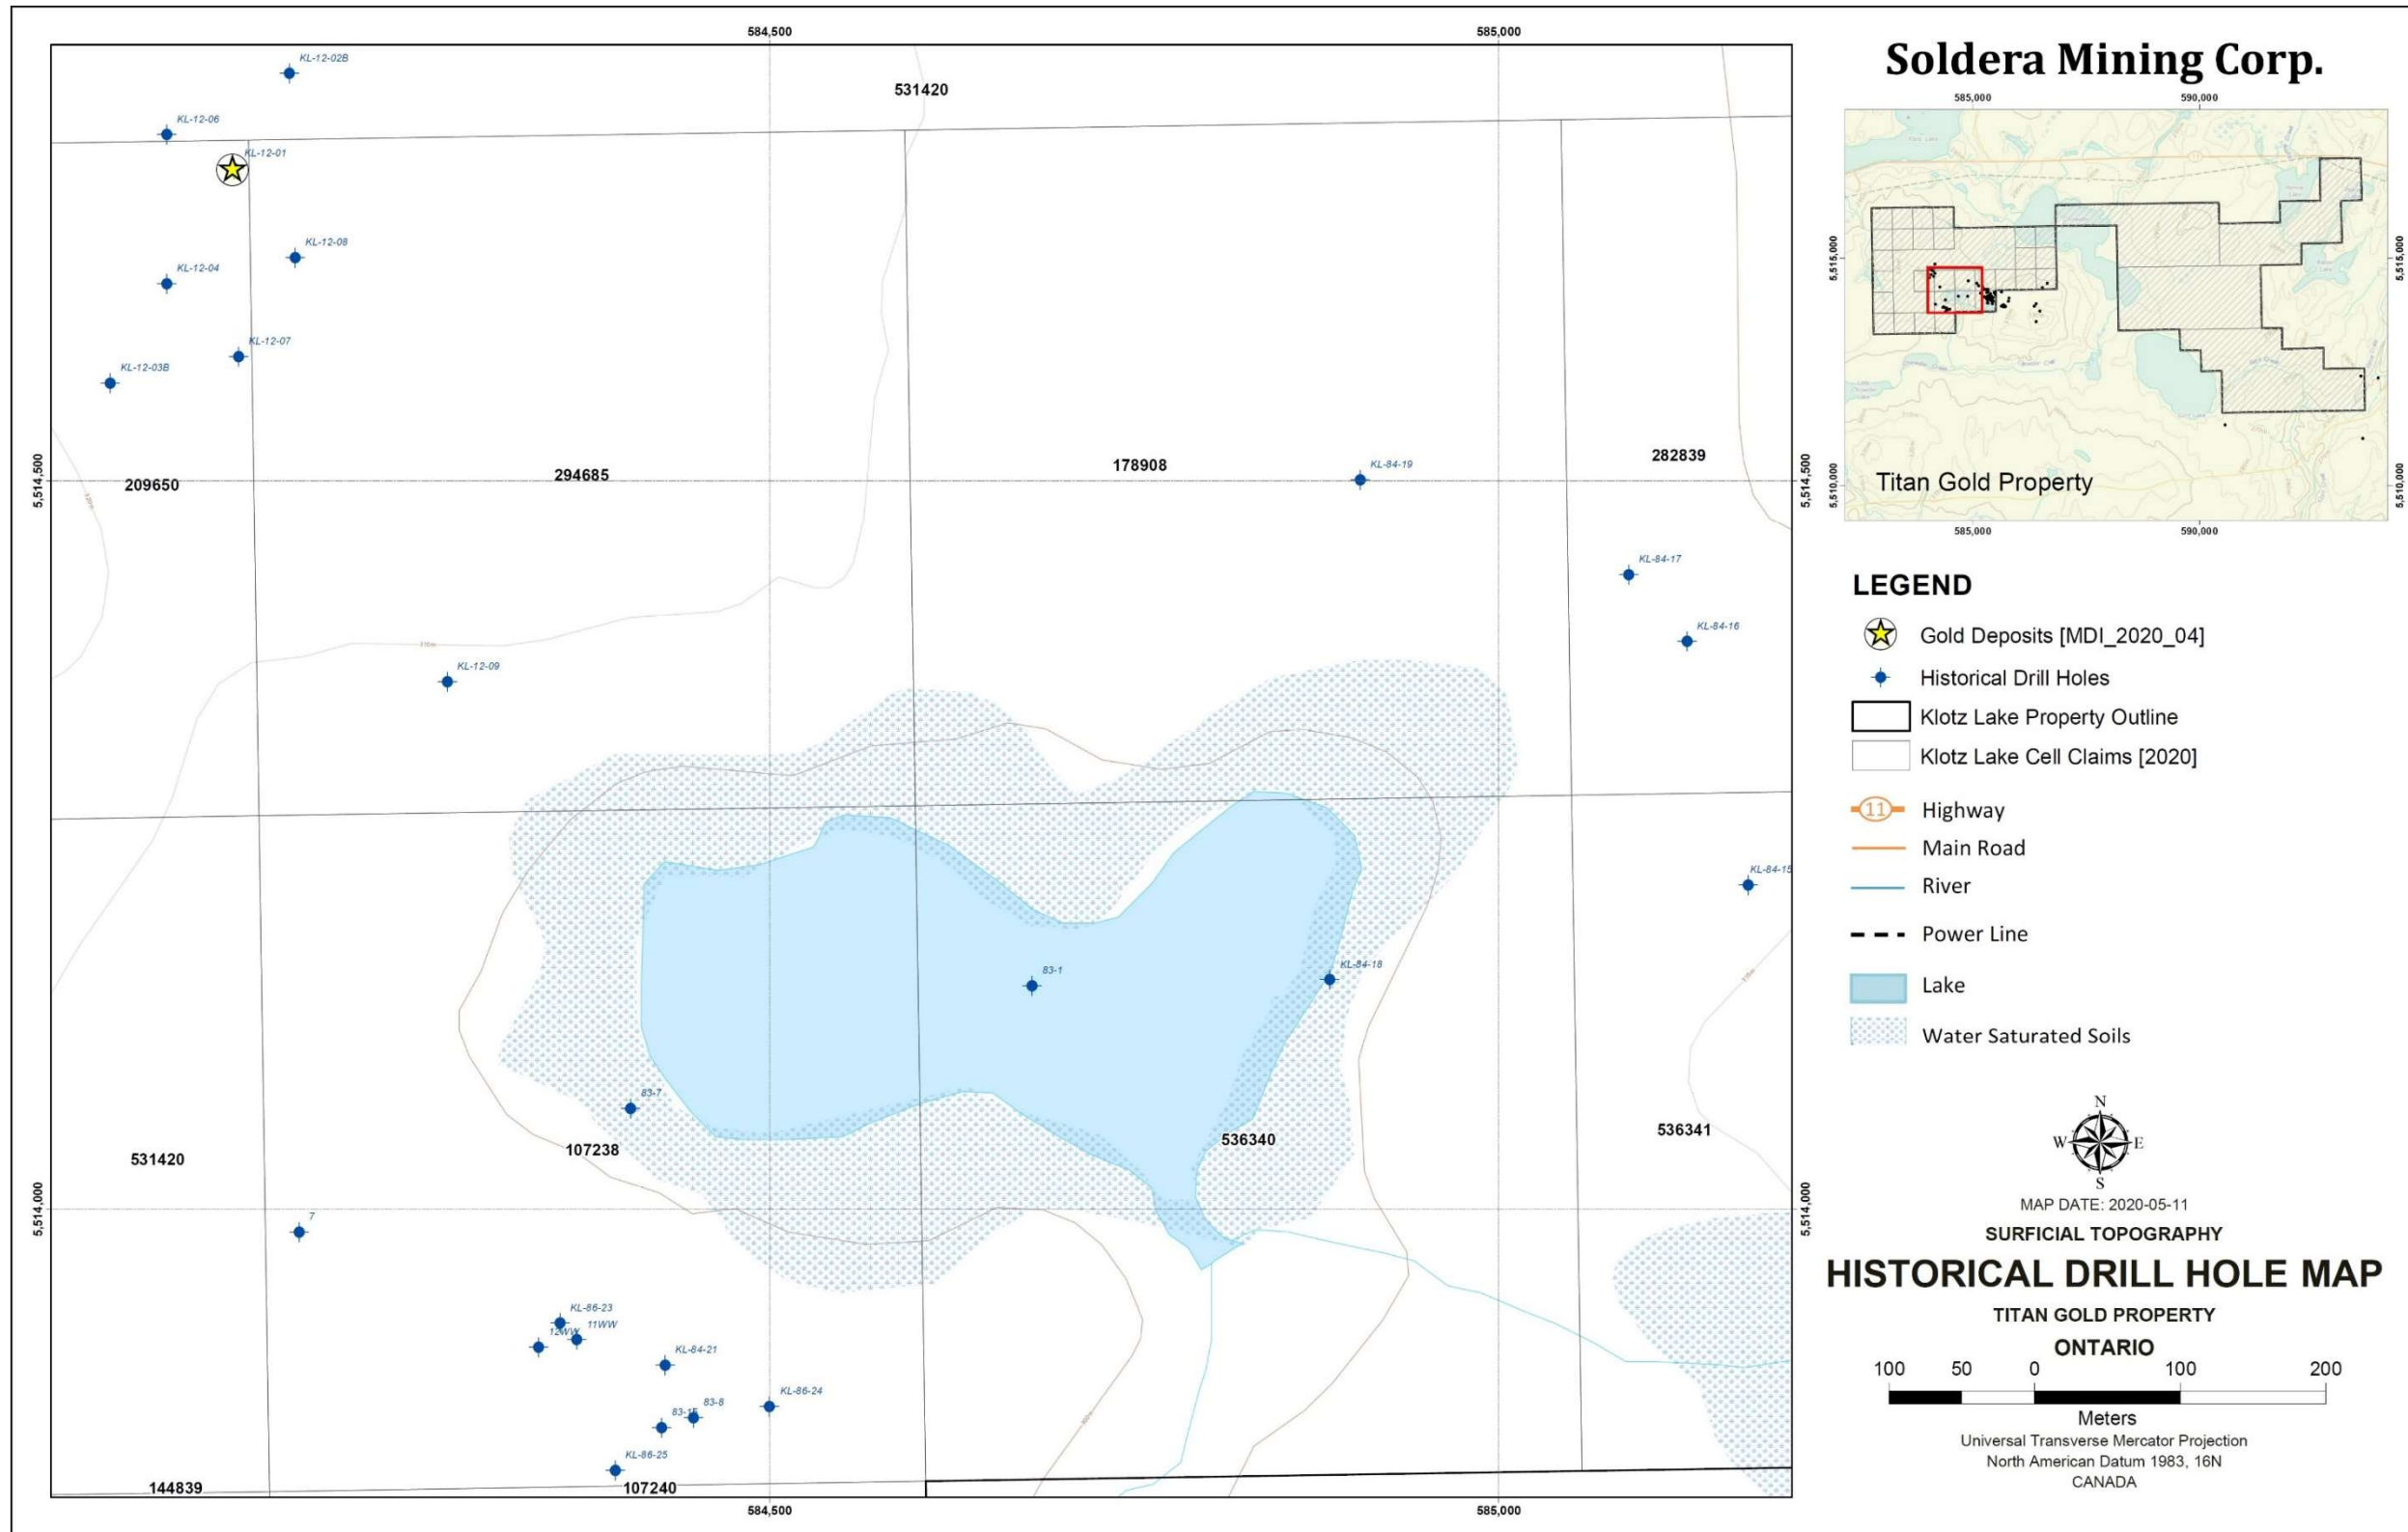 584,500
585,000
KL-12-02B
531420
KL-12-06
KL-12-01
KL-12-08
KL-12-04
KL-12-07
KL-12-03B
5,514,500
209650
294685
178908
KL-84-19
282839
5,514,500
120m
KL-84-17
KL-84-16
110m
KL-12-09
KL-84-15
83-1
KL-84-18
83-7
107238
536340
536341
531420
5,514,000
5,514,000
7
KL-86-23
12WW
11WW
KL-84-21
KL-86-24
83-8
KL-86-25
144839
107240
584,500
585,000
Soldera Mining Corp.
585,000
590,000
5,515,000
5,515,000
5,510,000
5,510,000
Titan Gold Property
585,000
590,000
LEGEND
Gold Deposits [MDI_2020_04]
Historical Drill Holes
Klotz Lake Property Outline
Klotz Lake Cell Claims [2020]
11
Highway
Main Road
River
Power Line
Lake
Water Saturated Soils
N
W E
S
MAP DATE: 2020-05-11
SURFICIAL TOPOGRAPHY
HISTORICAL DRILL HOLE MAP
TITAN GOLD PROPERTY
ONTARIO
100 50 0 100 200
Meters
Universal Transverse Mercator Projection
North American Datum 1983, 16N
CANADA